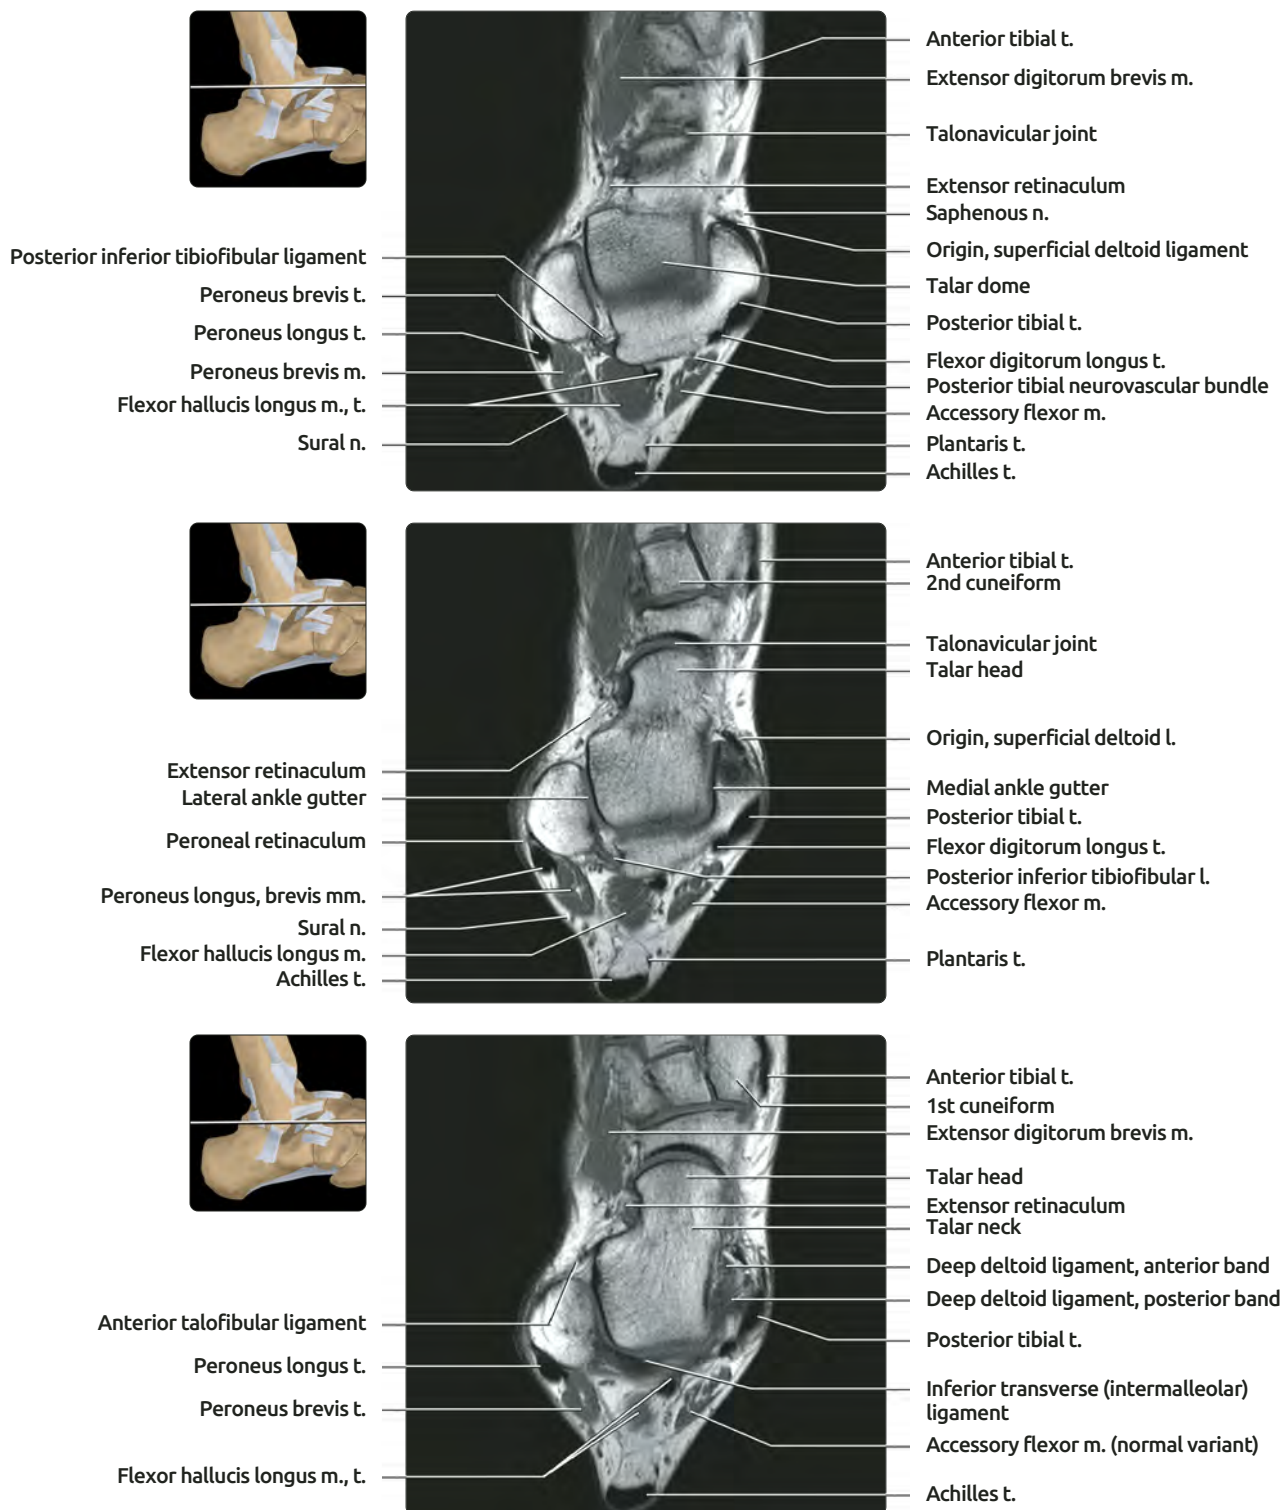 Anterior tibial t.
Extensor digitorum brevis m.
Talonavicular joint
Extensor retinaculum
Saphenous n.
Origin, superficial deltoid ligament
Talar dome
Posterior tibial t.
Flexor digitorum longus t.
Posterior tibial neurovascular bundle
Accessory flexor m.
Plantaris t.
Achilles t.
Posterior inferior tibiofibular ligament
Peroneus brevis t.
Peroneus longus t.
Peroneus brevis m.
Flexor hallucis longus m., t.
Sural n.
Anterior tibial t.
2nd cuneiform
Talonavicular joint
Talar head
Origin, superficial deltoid l.
Medial ankle gutter
Posterior tibial t.
Flexor digitorum longus t.
Posterior inferior tibiofibular l.
Accessory flexor m.
Plantaris t.
Extensor retinaculum
Lateral ankle gutter
Peroneal retinaculum
Peroneus longus, brevis mm.
Sural n.
Flexor hallucis longus m.
Achilles t.
Anterior tibial t.
1st cuneiform
Extensor digitorum brevis m.
Talar head
Extensor retinaculum
Talar neck
Deep deltoid ligament, anterior band
Deep deltoid ligament, posterior band
Posterior tibial t.
Inferior transverse (intermalleolar)
ligament
Accessory flexor m. (normal variant)
Achilles t.
Anterior talofibular ligament
Peroneus longus t.
Peroneus brevis t.
Flexor hallucis longus m., t.